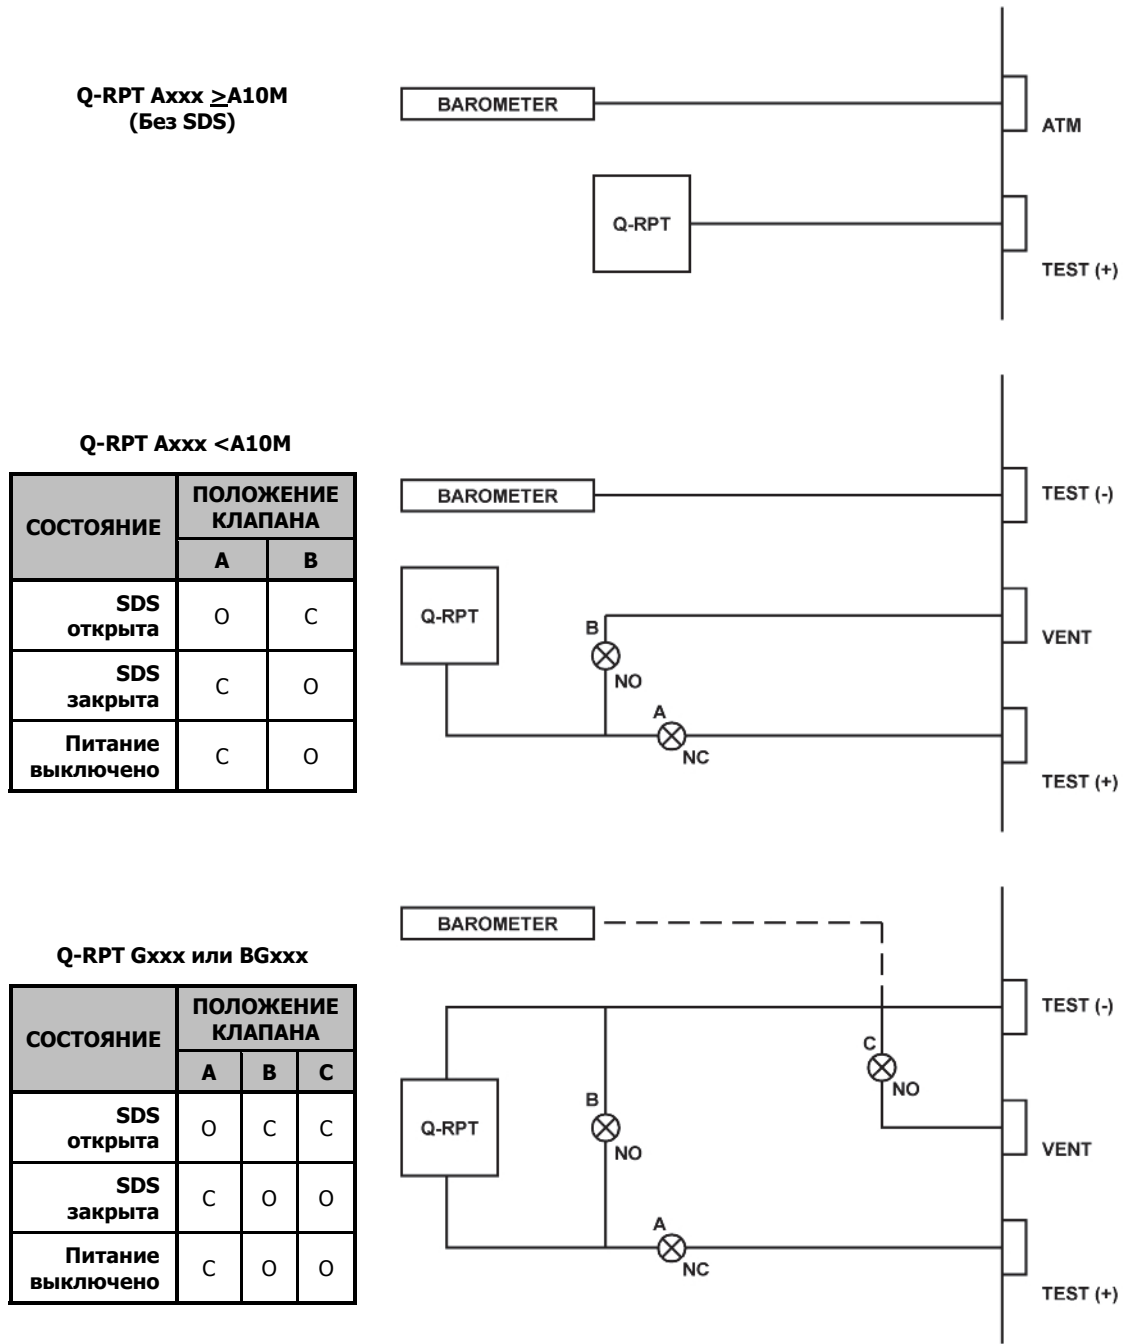 Q-RPT Axxx >A10M
(Без SDS)
BAROMETER
ATM
Q-RPT
TEST (+)
Q-RPT Axxx <A10M
СОСТОЯНИЕ
ПОЛОЖЕНИЕ
КЛАПАНА
A B
SDS
открыта
O C
SDS
закрыта
C O
Питание
выключено
C O
BAROMETER
TEST (-)
Q-RPT
B
NO
VENT
A
NC
TEST (+)
Q-RPT Gxxx или BGxxx
СОСТОЯНИЕ
ПОЛОЖЕНИЕ
КЛАПАНА
A B C
SDS
открыта
O C C
SDS
закрыта
C O O
Питание
выключено
C O O
BAROMETER
TEST (-)
C
NO
Q-RPT
B
NO
VENT
A
NC
TEST (+)